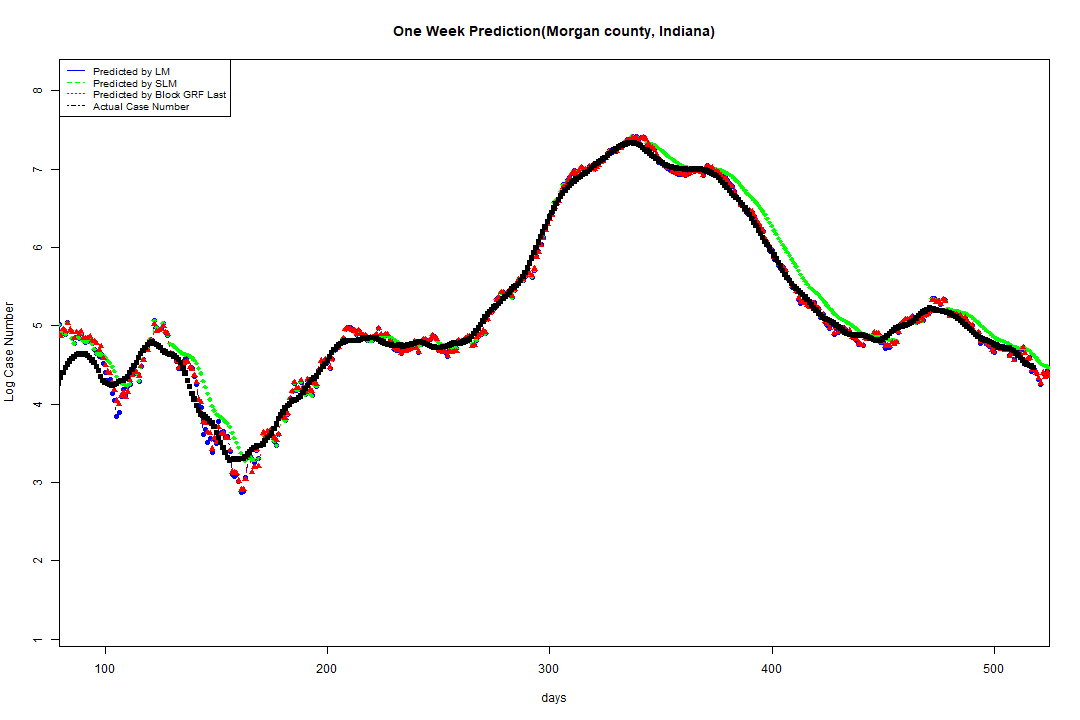 One Week Prediction(Morgan county, Indiana)
Predicted by LM
Predicted by SLM
Predicted by Block GRF Last
Actual Case Number
8
7
6
5
4
3
2
1
Log Case Number
100 200 300 400 500
days